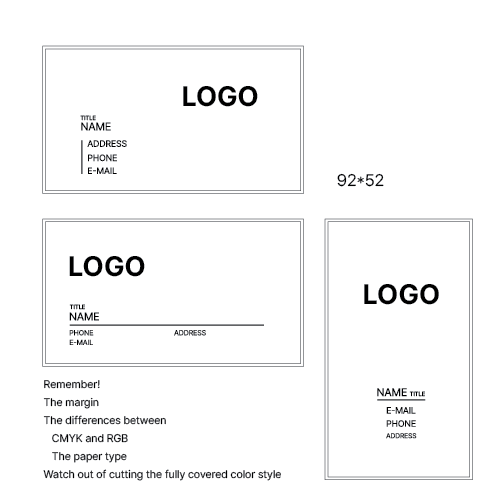 LOGO
TITLE
NAME
ADDRESS
PHONE
E-MAIL
92*52
LOGO
TITLE
NAME
PHONE ADDRESS
E-MAIL
LOGO
NAME TITLE
E-MAIL
PHONE
ADDRESS
Remember!
The margin
The differences between
CMYK and RGB
The paper type
Watch out of cutting the fully covered color style